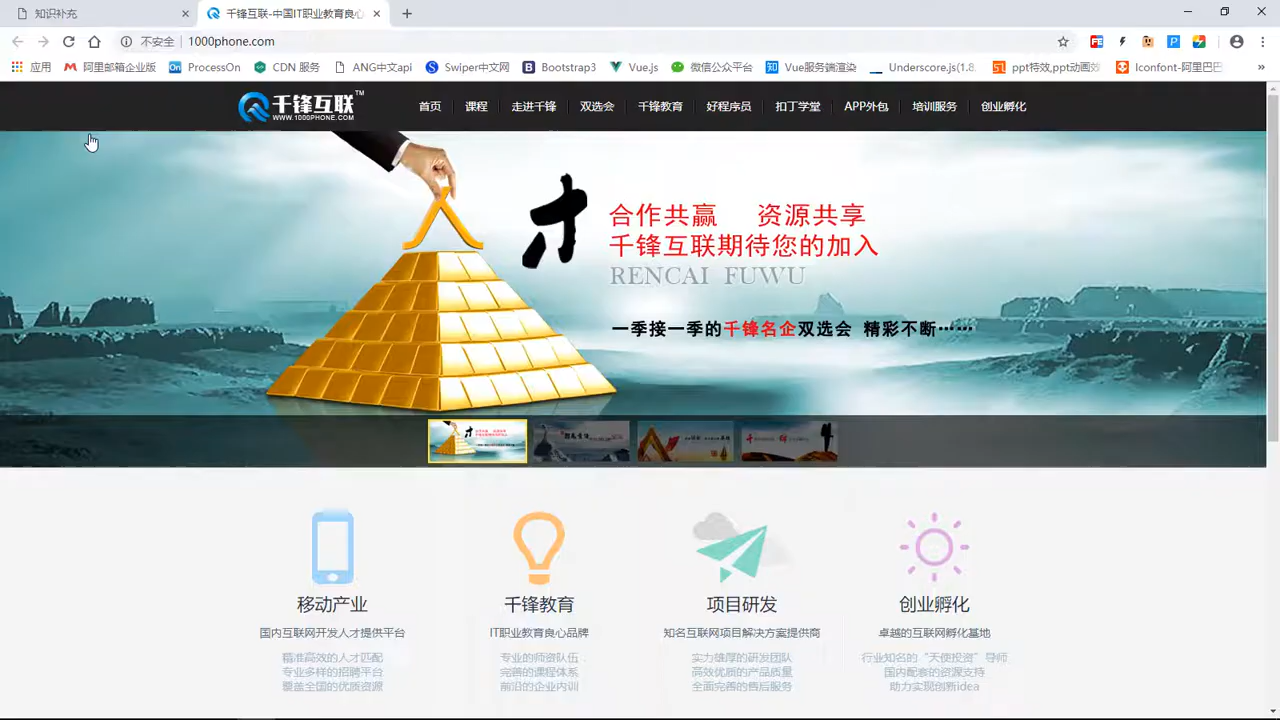 知识补充
千锋互联-中国IT职业教育良心
不安全
1000phone.com
应用
阿里邮箱企业版
ProcessOn
CDN 服务
ANG中文api
Swiper中文网
Bootstrap3
Vue.js
微信公众平台
Vue服务端渲染
Underscore.js(1.8.
ppt特效,ppt动画效
Iconfont-阿里巴巴
千锋互联™
WWW.1000PHONE.COM
首页
课程
走进千锋
双选会
千锋教育
好程序员
扣丁学堂
APP外包
培训服务
创业孵化
才
合作共赢 资源共享
千锋互联期待您的加入
RENCAI FUWU
一季接一季的千锋名企双选会 精彩不断……
移动产业
国内互联网开发人才提供平台
精准高效的人才匹配
专业多样的招聘平台
覆盖全国的优质资源
千锋教育
IT职业教育良心品牌
专业的师资队伍
完善的课程体系
前沿的企业内训
项目研发
知名互联网项目解决方案提供商
实力雄厚的研发团队
高效优质的产品质量
全面完善的售后服务
创业孵化
卓越的互联网孵化基地
行业知名的“天使投资”导师
国内配套的资源支持
助力实现创新idea